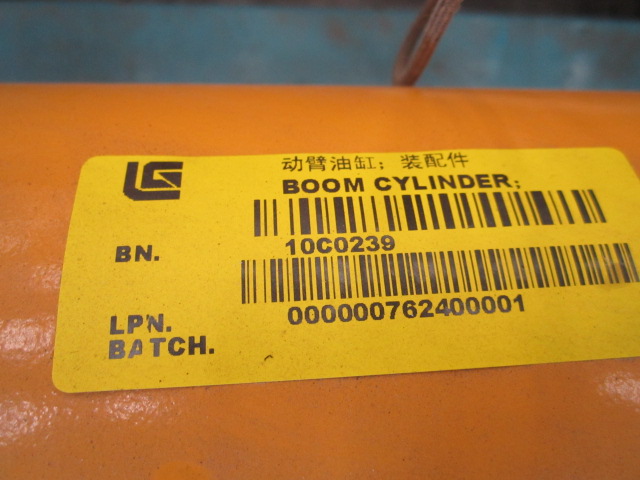 动臂油缸; 装配件
BOOM CYLINDER;
BN.
10C0239
LPN.
000000762400001
BATCH.